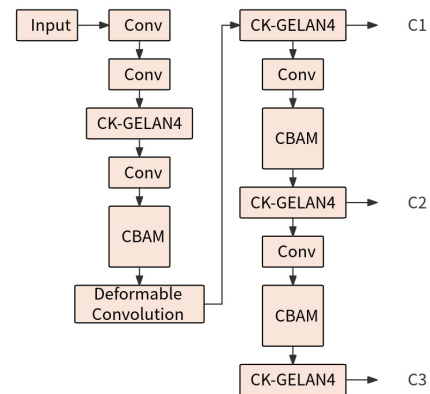 Input
Conv
Conv
CK-GELAN4
Conv
CBAM
Deformable
Convolution
CK-GELAN4
C1
Conv
CBAM
CK-GELAN4
C2
Conv
CBAM
CK-GELAN4
C3